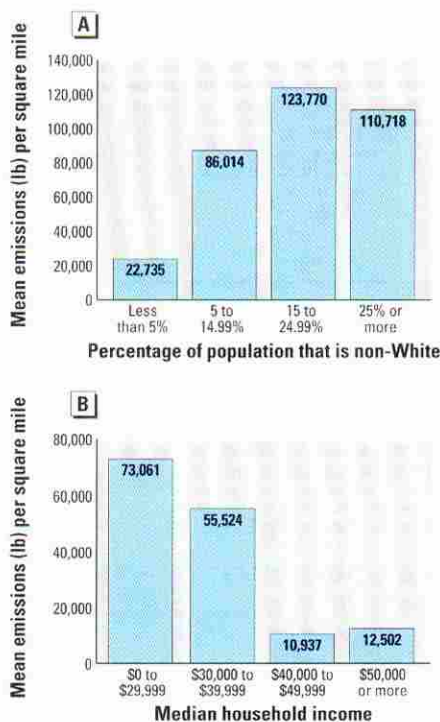 A
Mean emissions (lb) per square mile
140,000
120,000
100,000
80,000
60,000
40,000
20,000
0
22,735
86,014
123,770
110,718
Less 5 to 15 to 25% or
than 5% 14.99% 24.99% more
Percentage of population that is non-White
B
Mean emissions (lb) per square mile
80,000
60,000
40,000
20,000
0
73,061
55,524
10,937
12,502
$0 to $30,000 to $40,000 to $50,000
$29,999 $39,999 $49,999 or more
Median household income